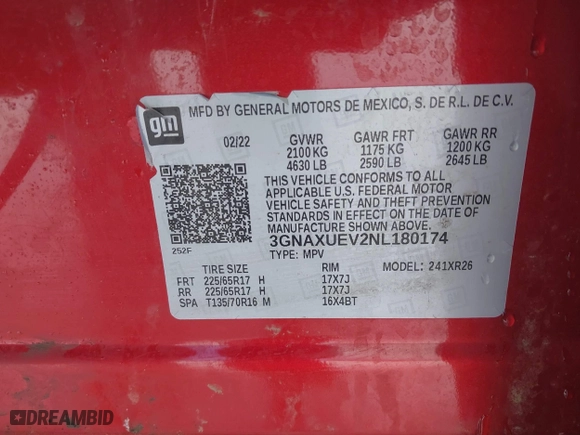 gm
MFD BY GENERAL MOTORS DE MEXICO, S. DE R.L. DE C.V.
02/22 GVWR GAWR FRT GAWR RR
2100 KG 1175 KG 1200 KG
4630 LB 2590 LB 2645 LB
THIS VEHICLE CONFORMS TO ALL
APPLICABLE U.S. FEDERAL MOTOR
VEHICLE SAFETY AND THEFT PREVENTION
STANDARDS IN EFFECT ON THE DATE OF
MANUFACTURE SHOWN ABOVE.
3GNAXUEV2NL180174
252F TYPE: MPV
TIRE SIZE RIM MODEL: 241XR26
FRT 225/65R17 H 17X7J
RR 225/65R17 H 17X7J
SPA T135/70R16 M 16X4BT
DREAMBID